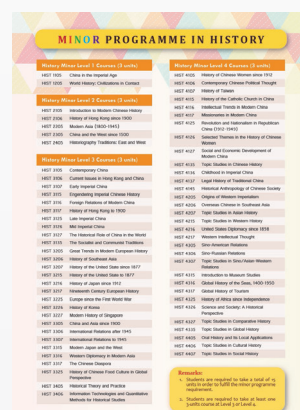 MINOR PROGRAMME IN HISTORY
History Minor Level 1 Courses (3 units)
HIST 1105 China in the Imperial Age
HIST 1205 World History: Civilizations in Contact
History Minor Level 2 Courses (3 units)
HIST 2105 Introduction to Modern Chinese History
HIST 2106 History of Hong Kong since 1900
HIST 2205 Modern Asia (1800-1945)
HIST 2305 China and the West since 1500
HIST 2405 Historiography Traditions: East and West
History Minor Level 3 Courses (3 units)
HIST 3105 Contemporary China
HIST 3106 Current Issues in Hong Kong and China
HIST 3107 Early Imperial China
HIST 3115 Engendering Imperial Chinese History
HIST 3116 Foreign Relations of Modern China
HIST 3117 History of Hong Kong to 1900
HIST 3125 Late Imperial China
HIST 3126 Mid Imperial China
HIST 3127 The Historical Role of China in the World
HIST 3135 The Socialist and Communist Traditions
HIST 3205 Great Trends in Modern European History
HIST 3206 History of Southeast Asia
HIST 3207 History of the United States since 1877
HIST 3215 History of the United States to 1877
HIST 3216 History of Japan since 1912
HIST 3217 Nineteenth Century European History
HIST 3225 Europe since the First World War
HIST 3226 History of Korea
HIST 3227 Modern History of Singapore
HIST 3305 China and Asia since 1900
HIST 3306 International Relations after 1945
HIST 3307 International Relations to 1945
HIST 3315 Modern Japan and the West
HIST 3316 Western Diplomacy in Modern Asia
HIST 3317 The Chinese Diaspora
HIST 3325 History of Chinese Food Culture in Global
Perspective
HIST 3405 Historical Theory and Practice
HIST 3406 Information Technologies and Quantitative
Methods for Historical Studies
History Minor Level 4 Courses (3 units)
HIST 4105 History of Chinese Women since 1912
HIST 4106 Contemporary Chinese Political Thought
HIST 4107 History of Taiwan
HIST 4115 History of the Catholic Church in China
HIST 4116 Intellectual Trends in Modern China
HIST 4117 Missionaries in Modern China
HIST 4125 Revolution and Nationalism in Republican
China (1912-1945)
HIST 4126 Selected Themes in the History of Chinese
Women
HIST 4127 Social and Economic Development of
Modern China
HIST 4135 Topic Studies in Chinese History
HIST 4136 Childhood in Imperial China
HIST 4137 Legal History of Traditional China
HIST 4145 Historical Anthropology of Chinese Society
HIST 4205 Origins of Western Imperialism
HIST 4206 Overseas Chinese in Southeast Asia
HIST 4207 Topic Studies in Asian History
HIST 4215 Topic Studies in Western History
HIST 4216 United States Diplomacy since 1898
HIST 4217 Western Intellectual Thought
HIST 4305 Sino-American Relations
HIST 4306 Sino-Russian Relations
HIST 4307 Topic Studies in Sino/Asian-Western
Relations
HIST 4315 Introduction to Museum Studies
HIST 4316 Global History of the Seas, 1400-1550
HIST 4317 Global History of Tourism
HIST 4325 History of Africa since Independence
HIST 4326 Science and Society: A Historical
Perspective
HIST 4327 Topic Studies in Comparative History
HIST 4335 Topic Studies in Global History
HIST 4405 Oral History and its Local Applications
HIST 4406 Topic Studies in Cultural History
HIST 4407 Topic Studies in Social History
Remarks:
1. Students are required to take a total of 15
units in order to fulfil the minor programme
requirement.
2. Students are required to take at least one
3-units course at Level 3 or Level 4.